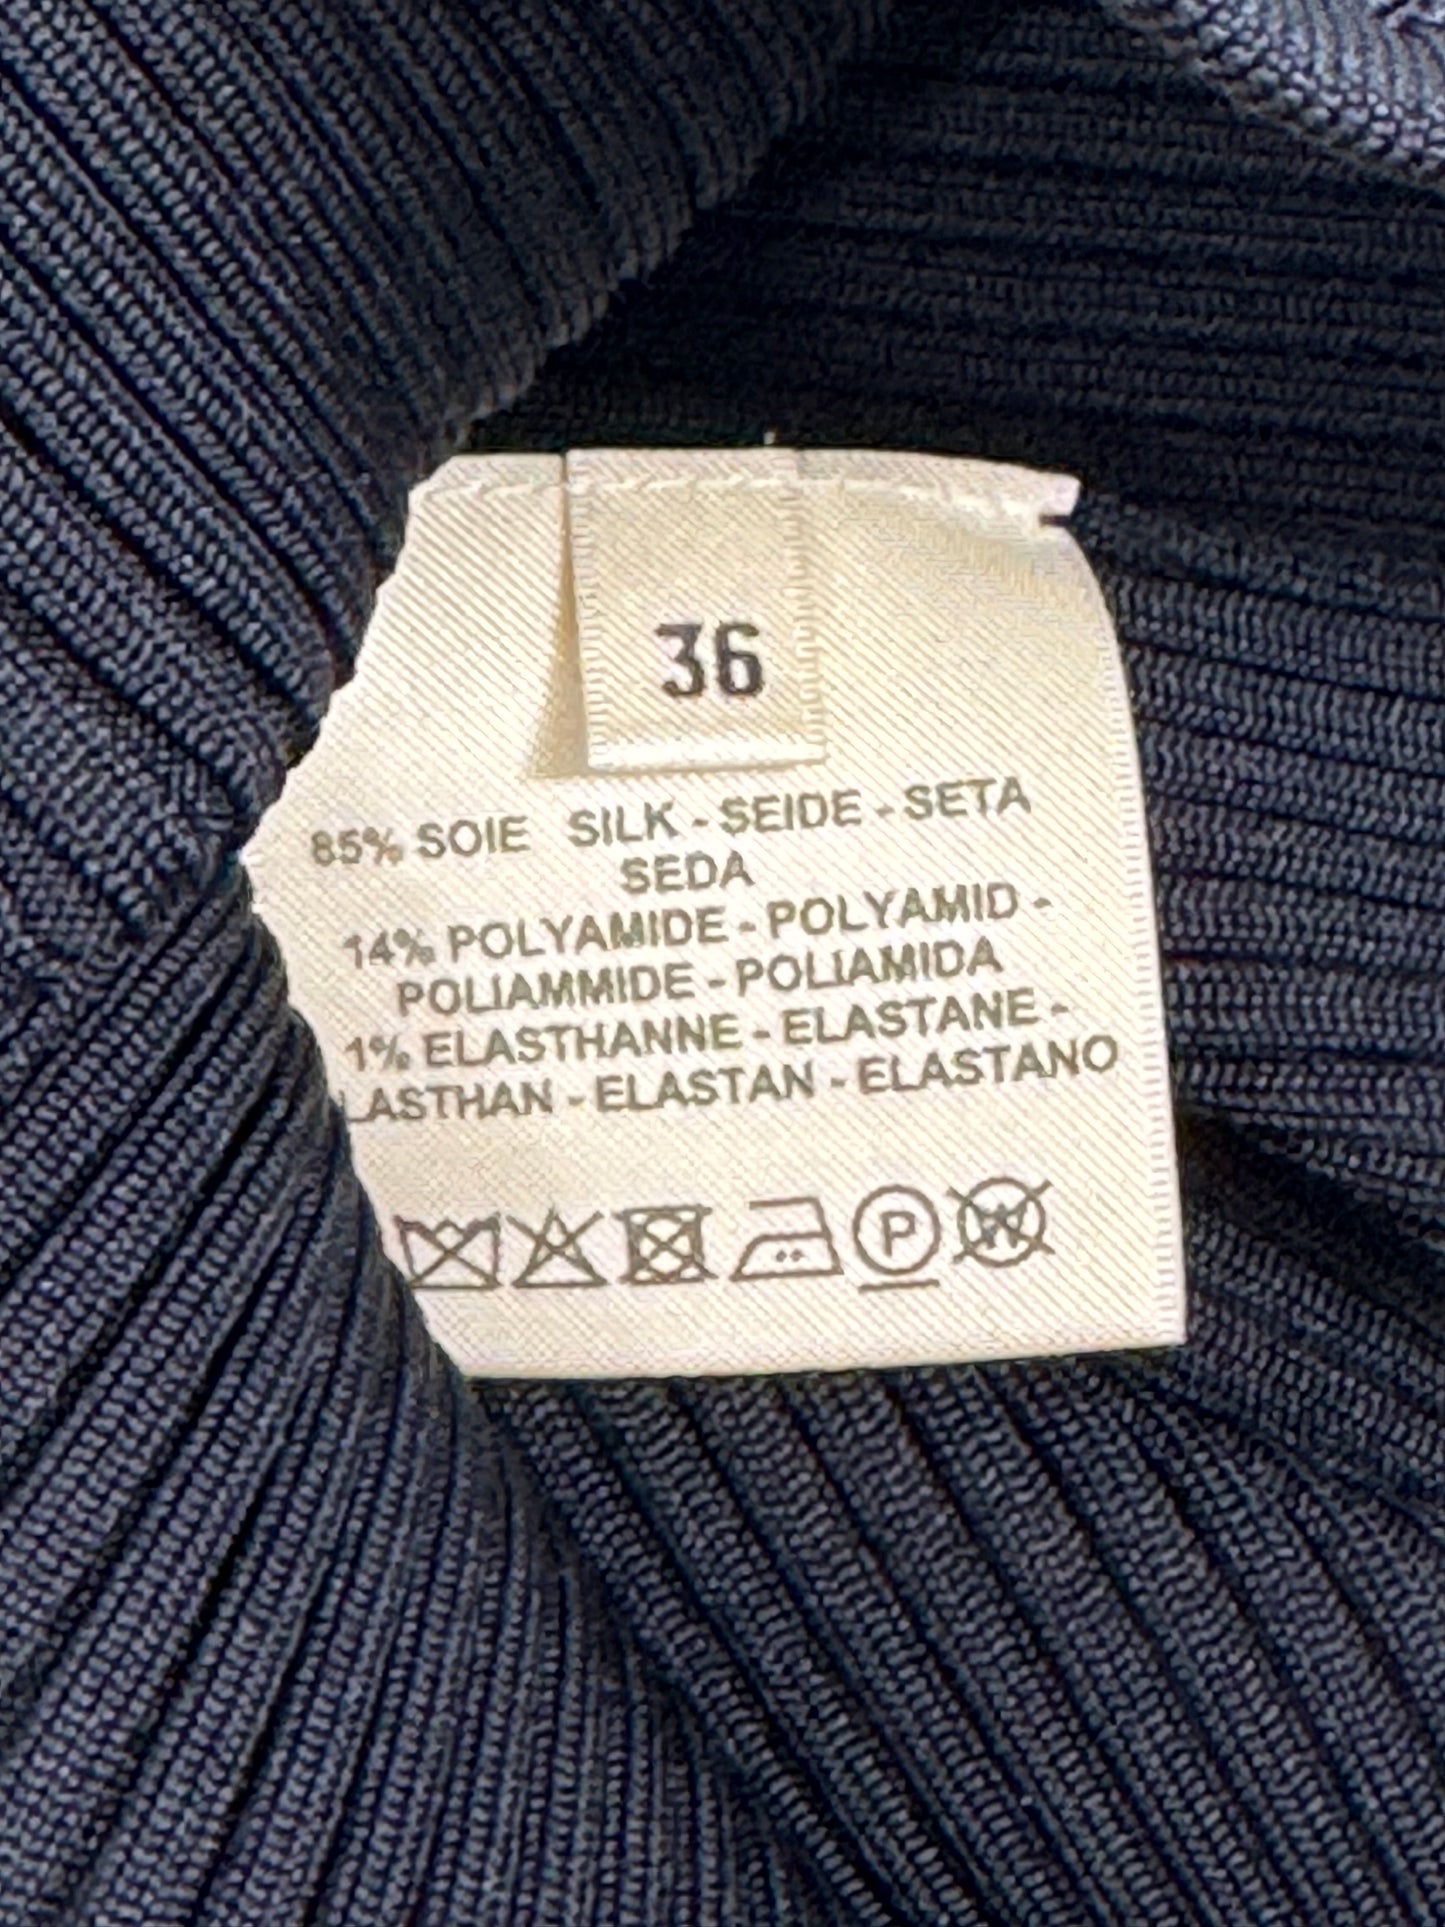 36
85% SOIE SILK - SEIDE - SETA
SEDA
14% POLYAMIDE - POLYAMID -
POLIAMMIDE - POLIAMIDA
1% ELASTHANNE - ELASTANE -
LASTHAN - ELASTAN - ELASTANO
P W